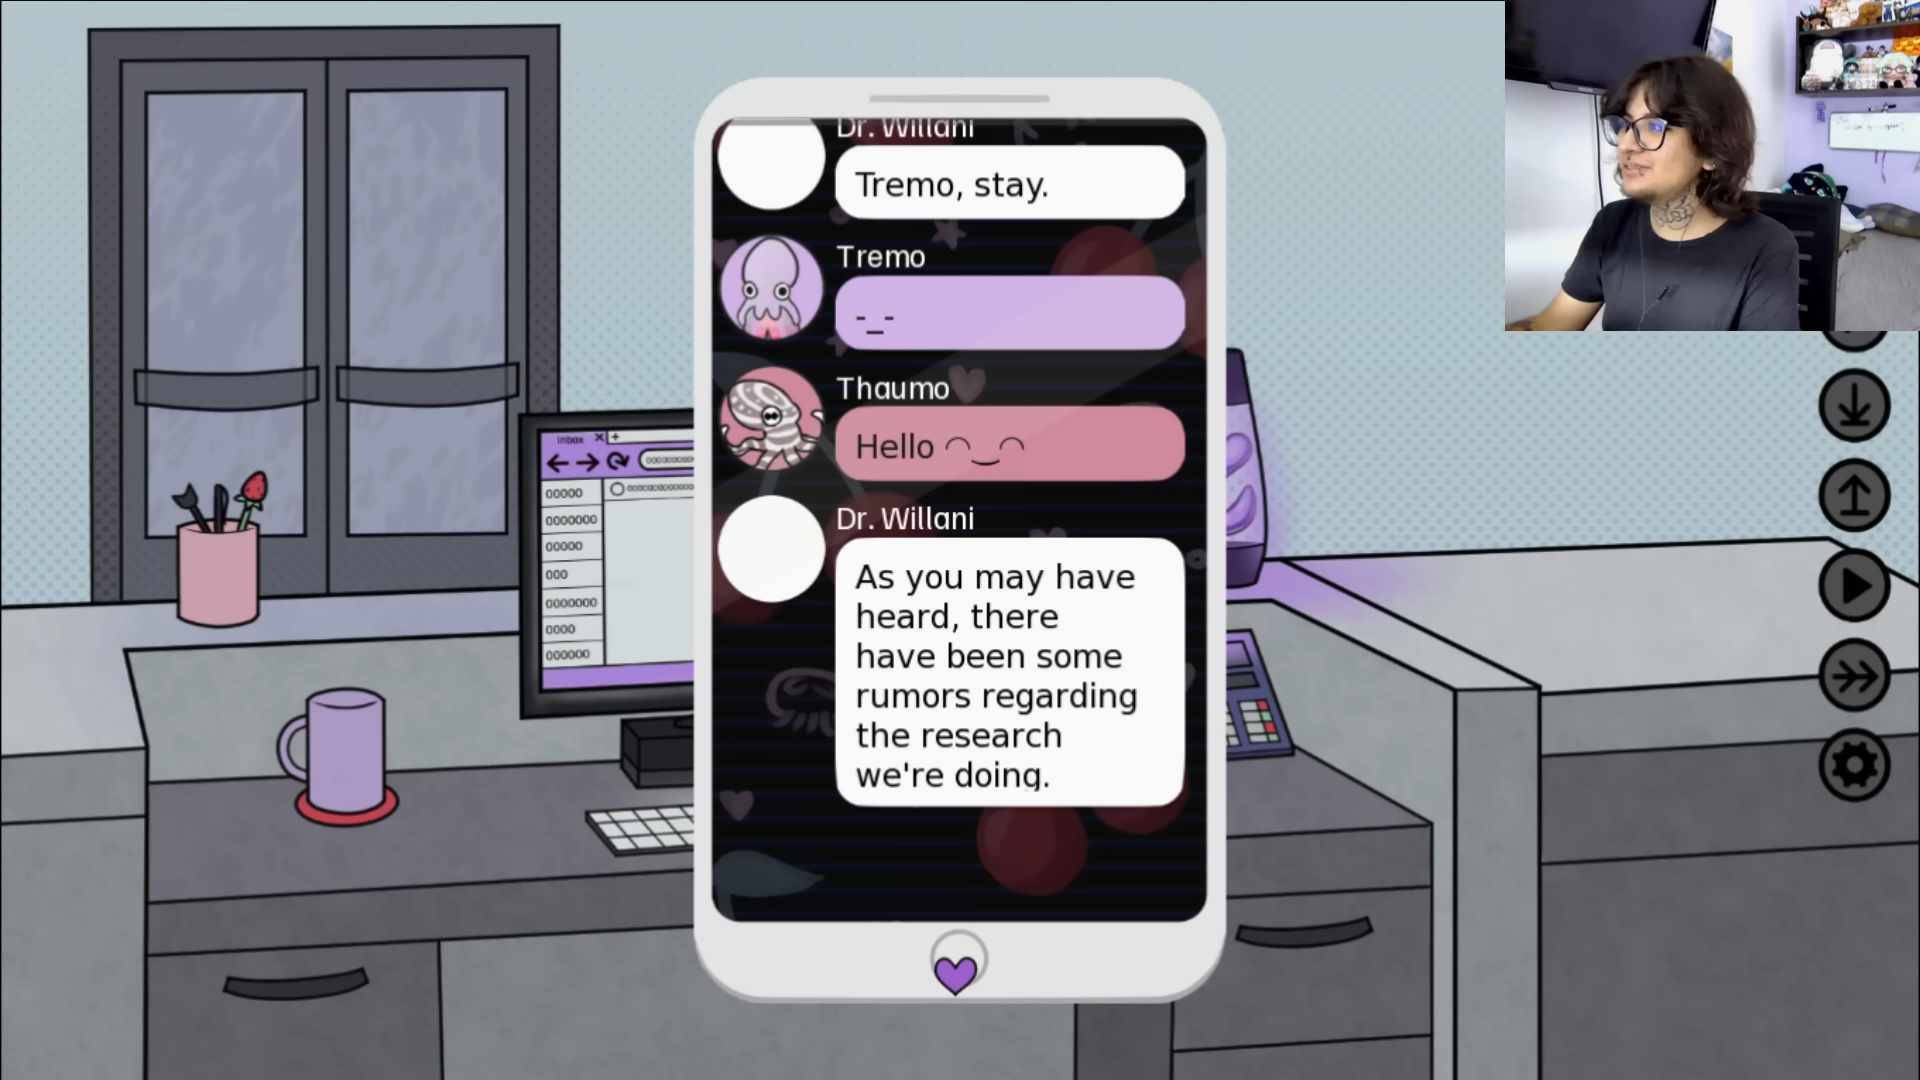 Dr. Willani
Tremo, stay.
Tremo
-_-
Thaumo
Hello ◠‿◠
Dr. Willani
As you may have
heard, there
have been some
rumors regarding
the research
we're doing.
inbox
00000
0000000
00000
000
0000000
0000
000000